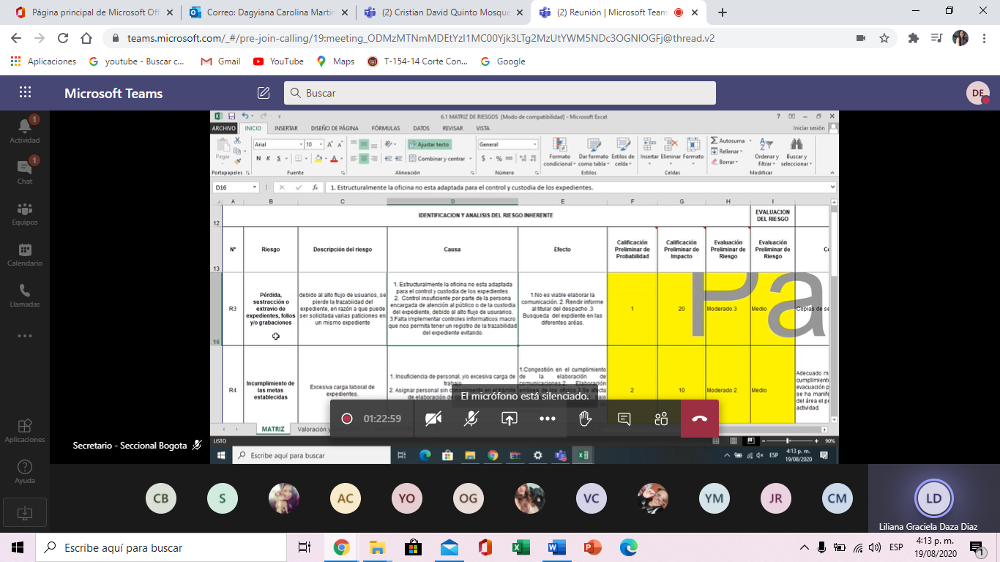 Página principal de Microsoft Off
Correo: Dagyiana Carolina Martin
(2) Cristian David Quinto Mosque
(2) Reunión | Microsoft Team
teams.microsoft.com/_#/pre-join-calling/19:meeting_ODMzMTNmMDEtYzI1MC00Yjk3LTg2MzUtYWM5NDc3OGNlOGFj@thread.v2
Aplicaciones
youtube - Buscar c...
Gmail
YouTube
Maps
T-154-14 Corte Con...
Google
Microsoft Teams
Buscar
DE
Actividad
1
Chat
1
Equipos
Calendario
Llamadas
Aplicaciones
Ayuda
6.1 MATRIZ DE RIESGOS [Modo de compatibilidad] - Microsoft Excel
ARCHIVO INICIO INSERTAR DISEÑO DE PÁGINA FÓRMULAS DATOS REVISAR VISTA
Iniciar sesión
Pegar
Arial 10
N K S
Ajustar texto
Combinar y centrar
General
$ % 000
Formato condicional
Dar formato como tabla
Estilos de celda
Insertar Eliminar Formato
Autosuma
Rellenar
Borrar
Ordenar y filtrar
Buscar y seleccionar
Portapapeles Fuente Alineación Número Estilos Celdas Modificar
D16
1. Estructuralmente la oficina no esta adaptada para el control y custodia de los expedientes.
A B C D E F G H I
12
IDENTIFICACION Y ANALISIS DEL RIESGO INHERENTE
EVALUACION
DEL RIESGO
13
N°
Riesgo
Descripción del riesgo
Causa
Efecto
Calificación
Preliminar de
Probabilidad
Calificación
Preliminar de
Impacto
Evaluación
Preliminar de
Riesgo
Evaluación
Preliminar de
Riesgo
Co
16
R3
Pérdida,
sustracción o
extravio de
expedientes, folios
y/o grabaciones
debido al alto flujo de usuarios, se
pierde la trazabiidad del
expediente, en razón a que puede
ser solicitada varias paticiones en
un mismo expediente
1. Estructuralmente la oficina no esta adaptada
para el control y custodia de los expedientes.
2. Control insuficiente por parte de la persona
encargada de atención al público o de la custodia
del expediente, debido al alto flujo de usurarios.
3.Falta implementar controles informaticos macro
que nos permita tener un registro de la trazabilidad
del expediente evitando.
1.No es viable elaborar la
comunicación. 2. Rendir informe
al titular del despacho .3
Busqueda del expdiente en las
diferentes aréas.
1
20
Moderado 3
Medio
Copias de se
Pa
R4
Incumplimiento de
las metas
establecidas
Excesiva carga laboral de
expedientes.
1. Insuficiencia de personal, y/o excesiva carga de
trabajo
2. Asignar personal sin conocimiento en el trámite
de elaboración de
1.Congestión en el cumplimiento
de la elaboración de
comunicaciones.2. Elaboración
2
10
Moderado 2
Medio
Adecuado m
cumplimiento
evacuación p
se ha manife
del área el pe
actividad.
El micrófono está silenciado.
01:22:59
MATRIZ
Valoración y
LISTO
90%
Secretario - Seccional Bogota
Escribe aquí para buscar
ESP
4:13 p. m.
19/08/2020
CB
S
AC
YO
OG
VC
YM
JR
CM
LD
Liliana Graciela Daza Diaz
Escribe aquí para buscar
ESP
4:13 p. m.
19/08/2020
1